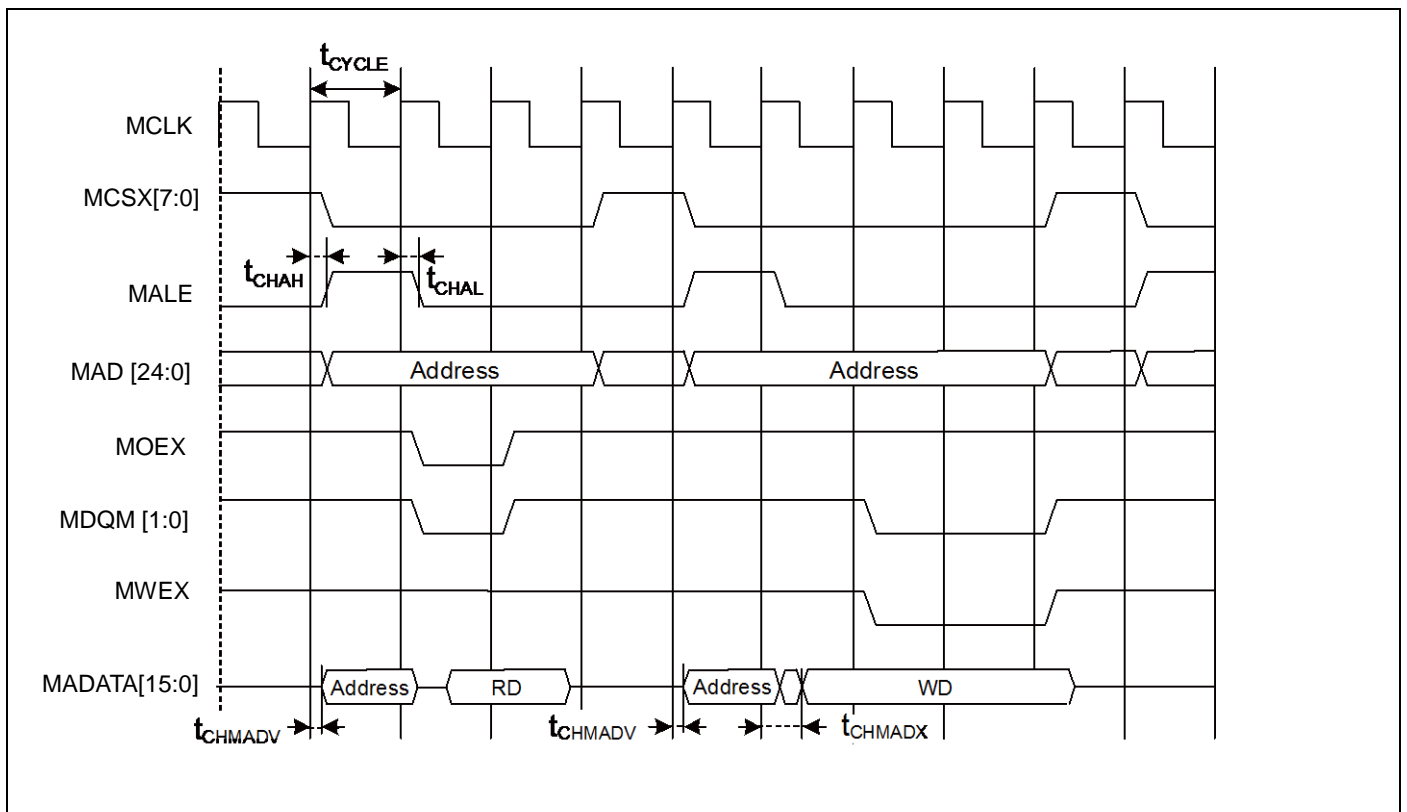 tCYCLE
MCLK
MCSX[7:0]
tCHAH
tCHAL
MALE
MAD [24:0]
Address
Address
MOEX
MDQM [1:0]
MWEX
MADATA[15:0]
Address
RD
Address
WD
tCHMADV
tCHMADV
tCHMADX